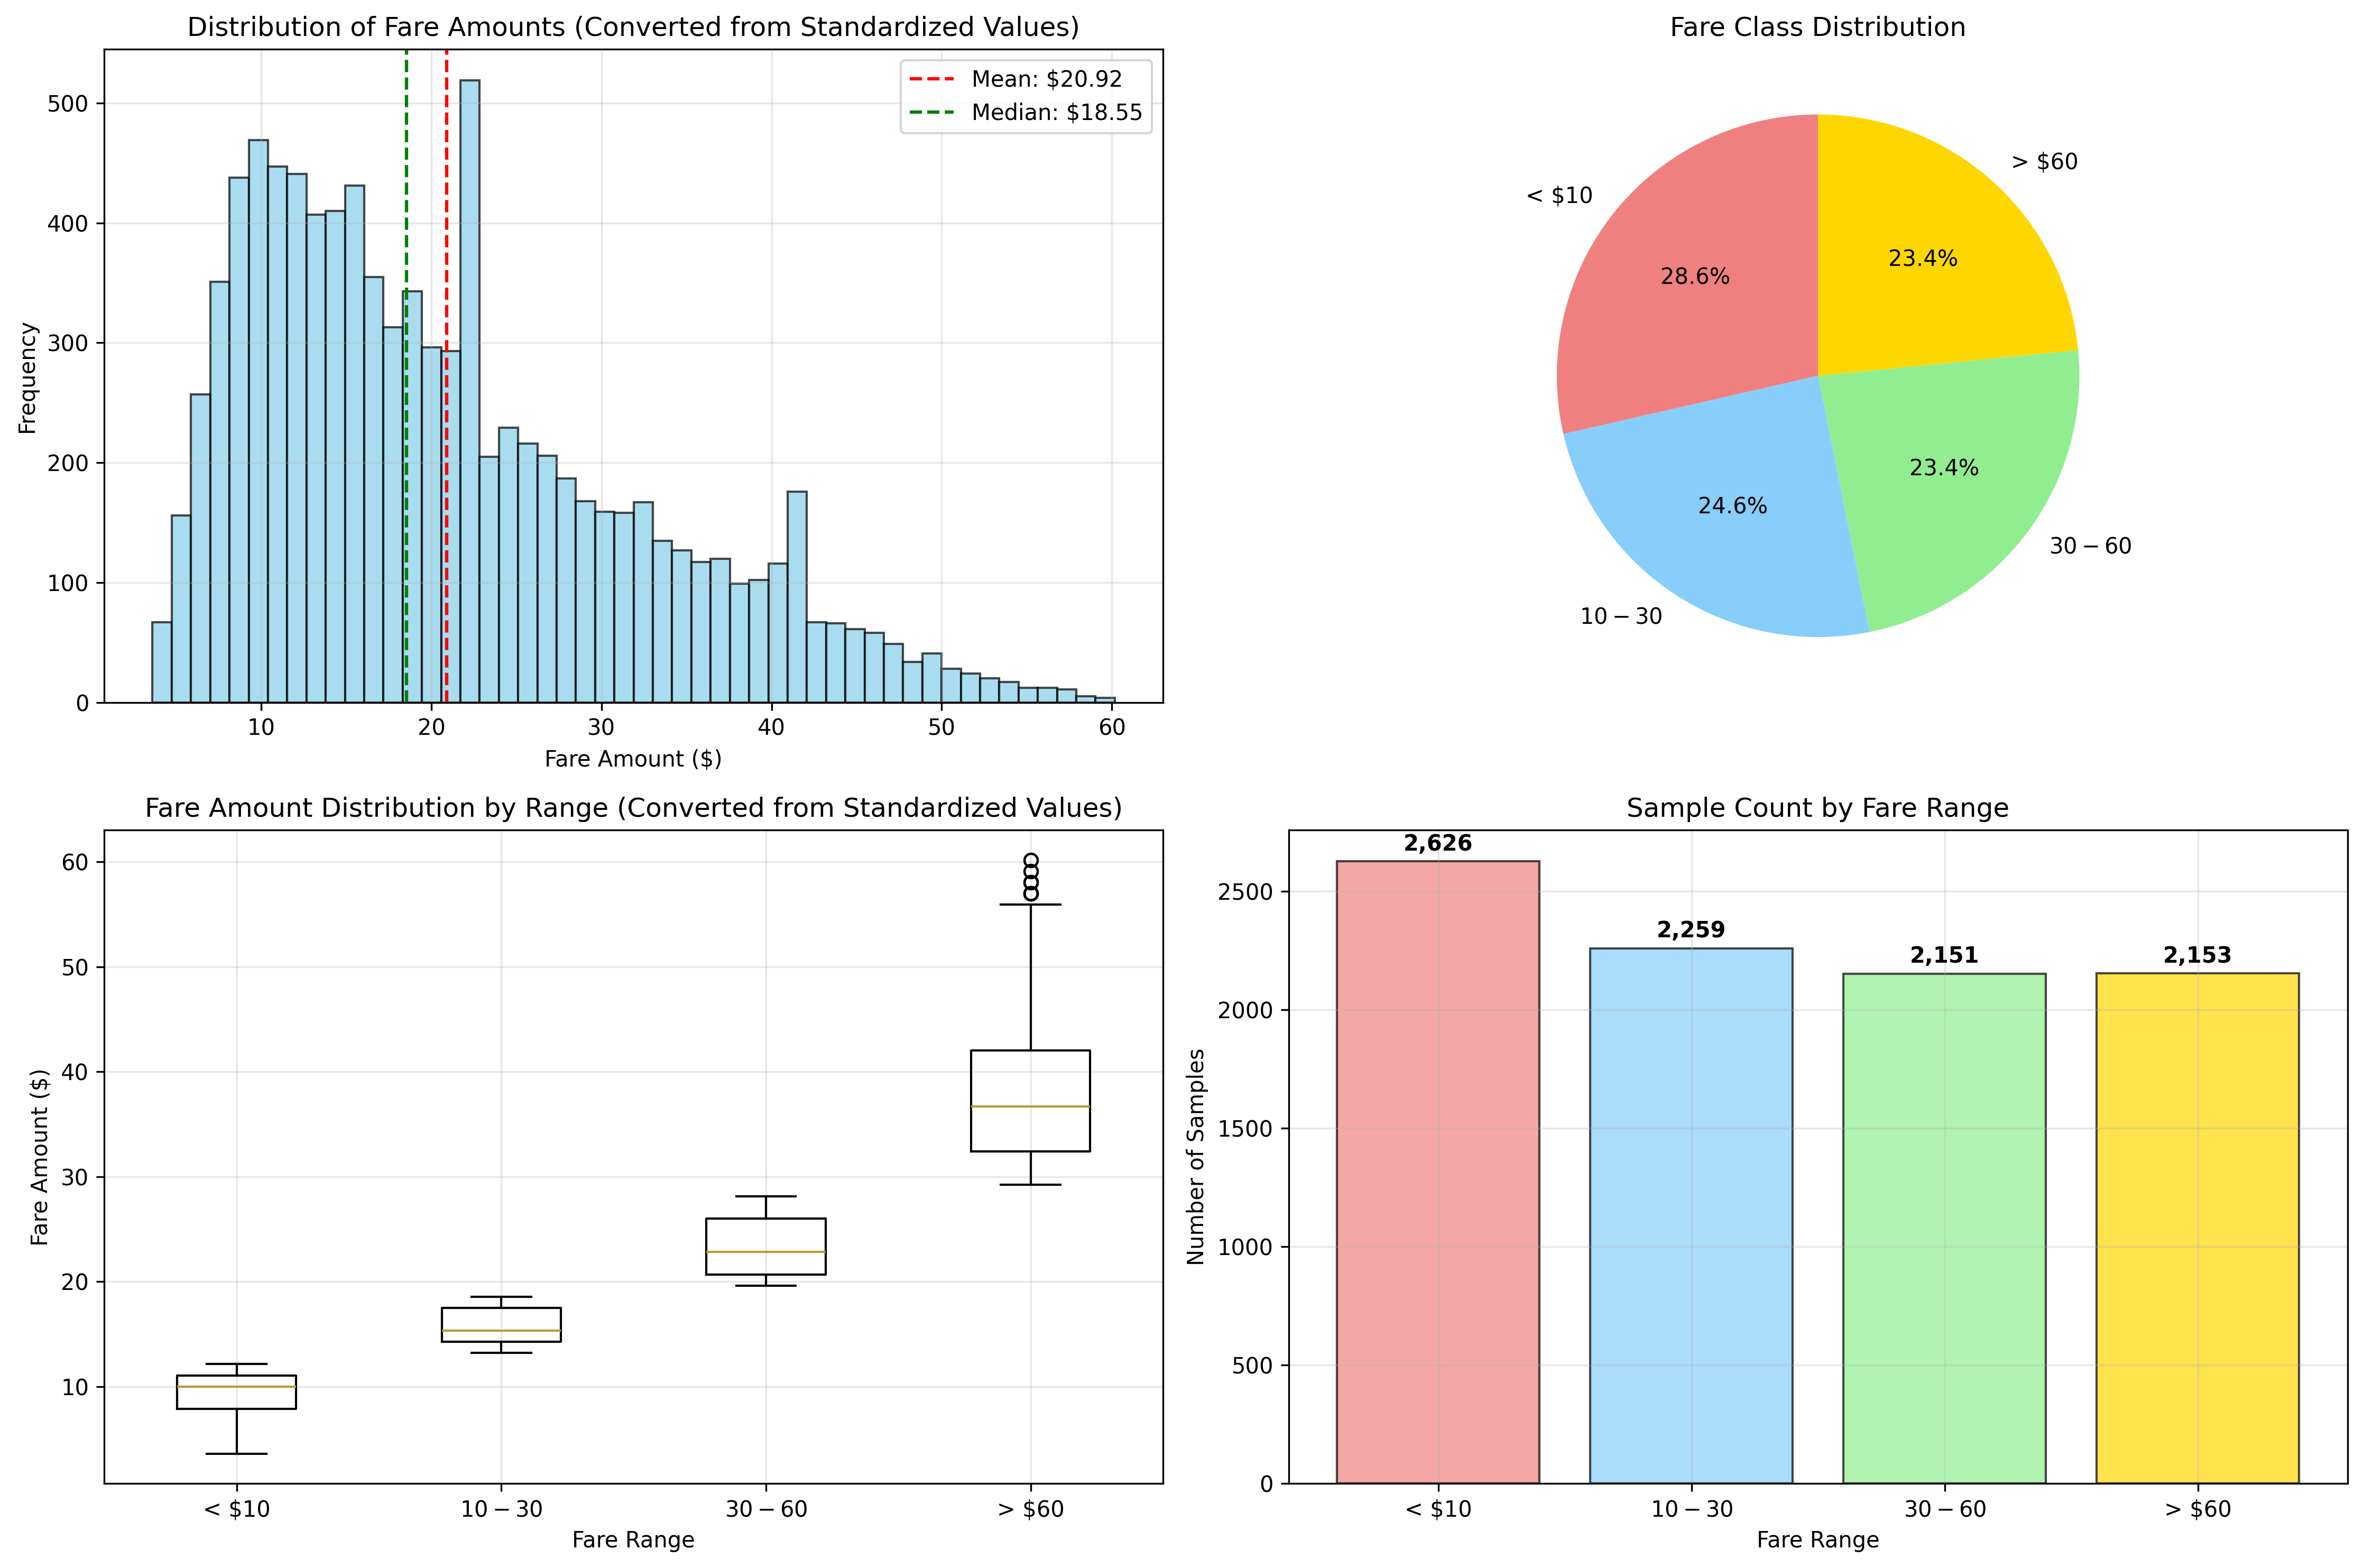 Distribution of Fare Amounts (Converted from Standardized Values)
Mean: $20.92
Median: $18.55
Frequency
500
400
300
200
100
0
10 20 30 40 50 60
Fare Amount ($)
Fare Class Distribution
< $10
28.6%
10 − 30
24.6%
30 − 60
23.4%
> $60
23.4%
Fare Amount Distribution by Range (Converted from Standardized Values)
Fare Amount ($)
60
50
40
30
20
10
< $10 10 − 30 30 − 60 > $60
Fare Range
Sample Count by Fare Range
Number of Samples
2500
2000
1500
1000
500
0
2,626
2,259
2,151
2,153
< $10 10 − 30 30 − 60 > $60
Fare Range